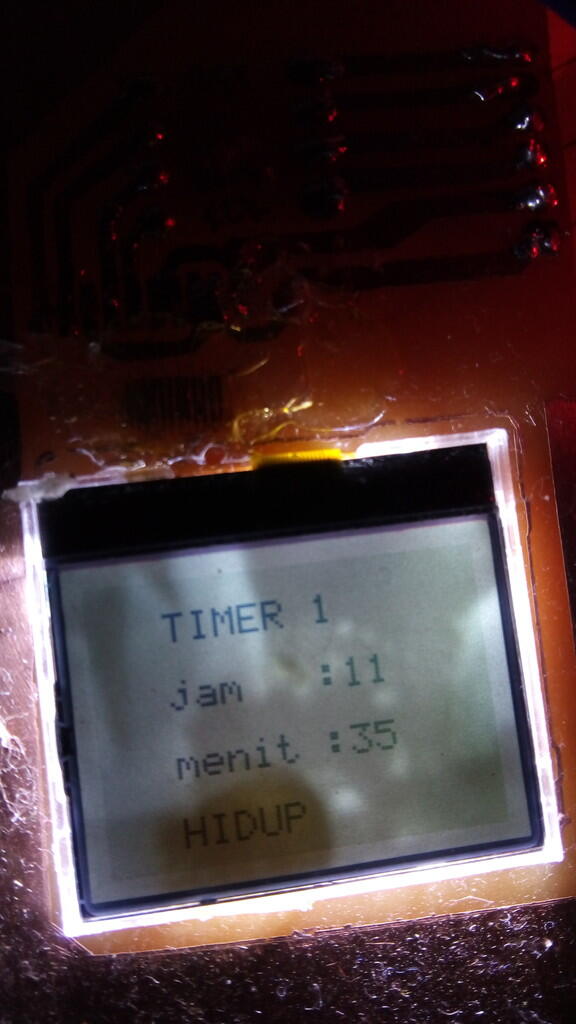 TIMER 1
jam :11
menit :35
HIDUP